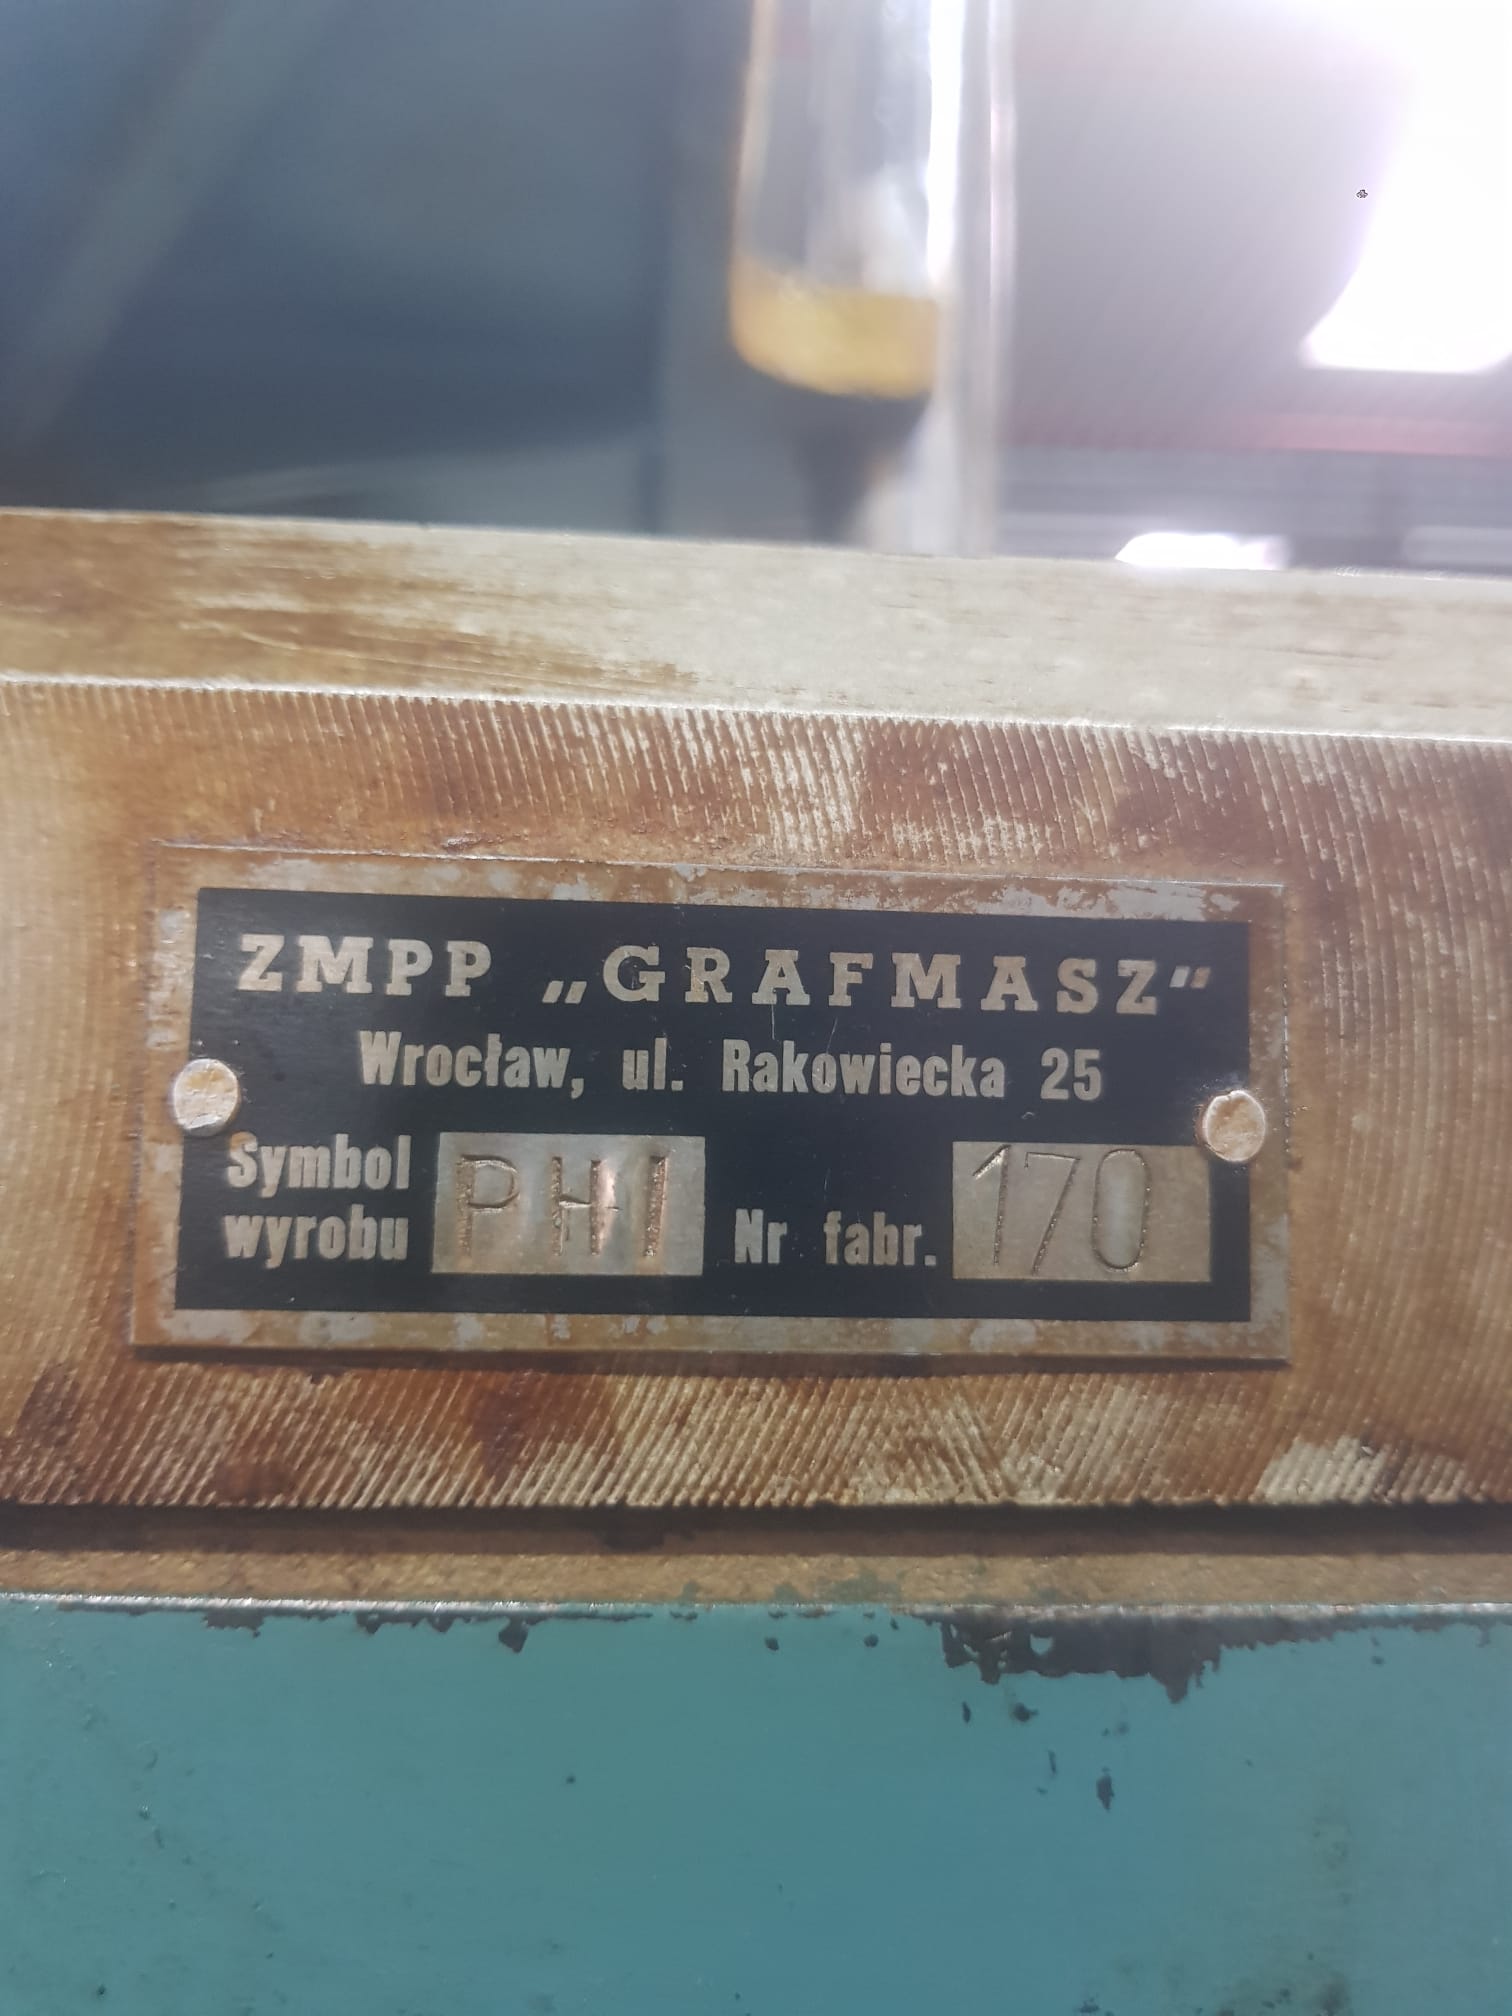 ZMPP „GRAFMASZ”
Wrocław, ul. Rakowiecka 25
Symbol wyrobu PHI Nr fabr. 170